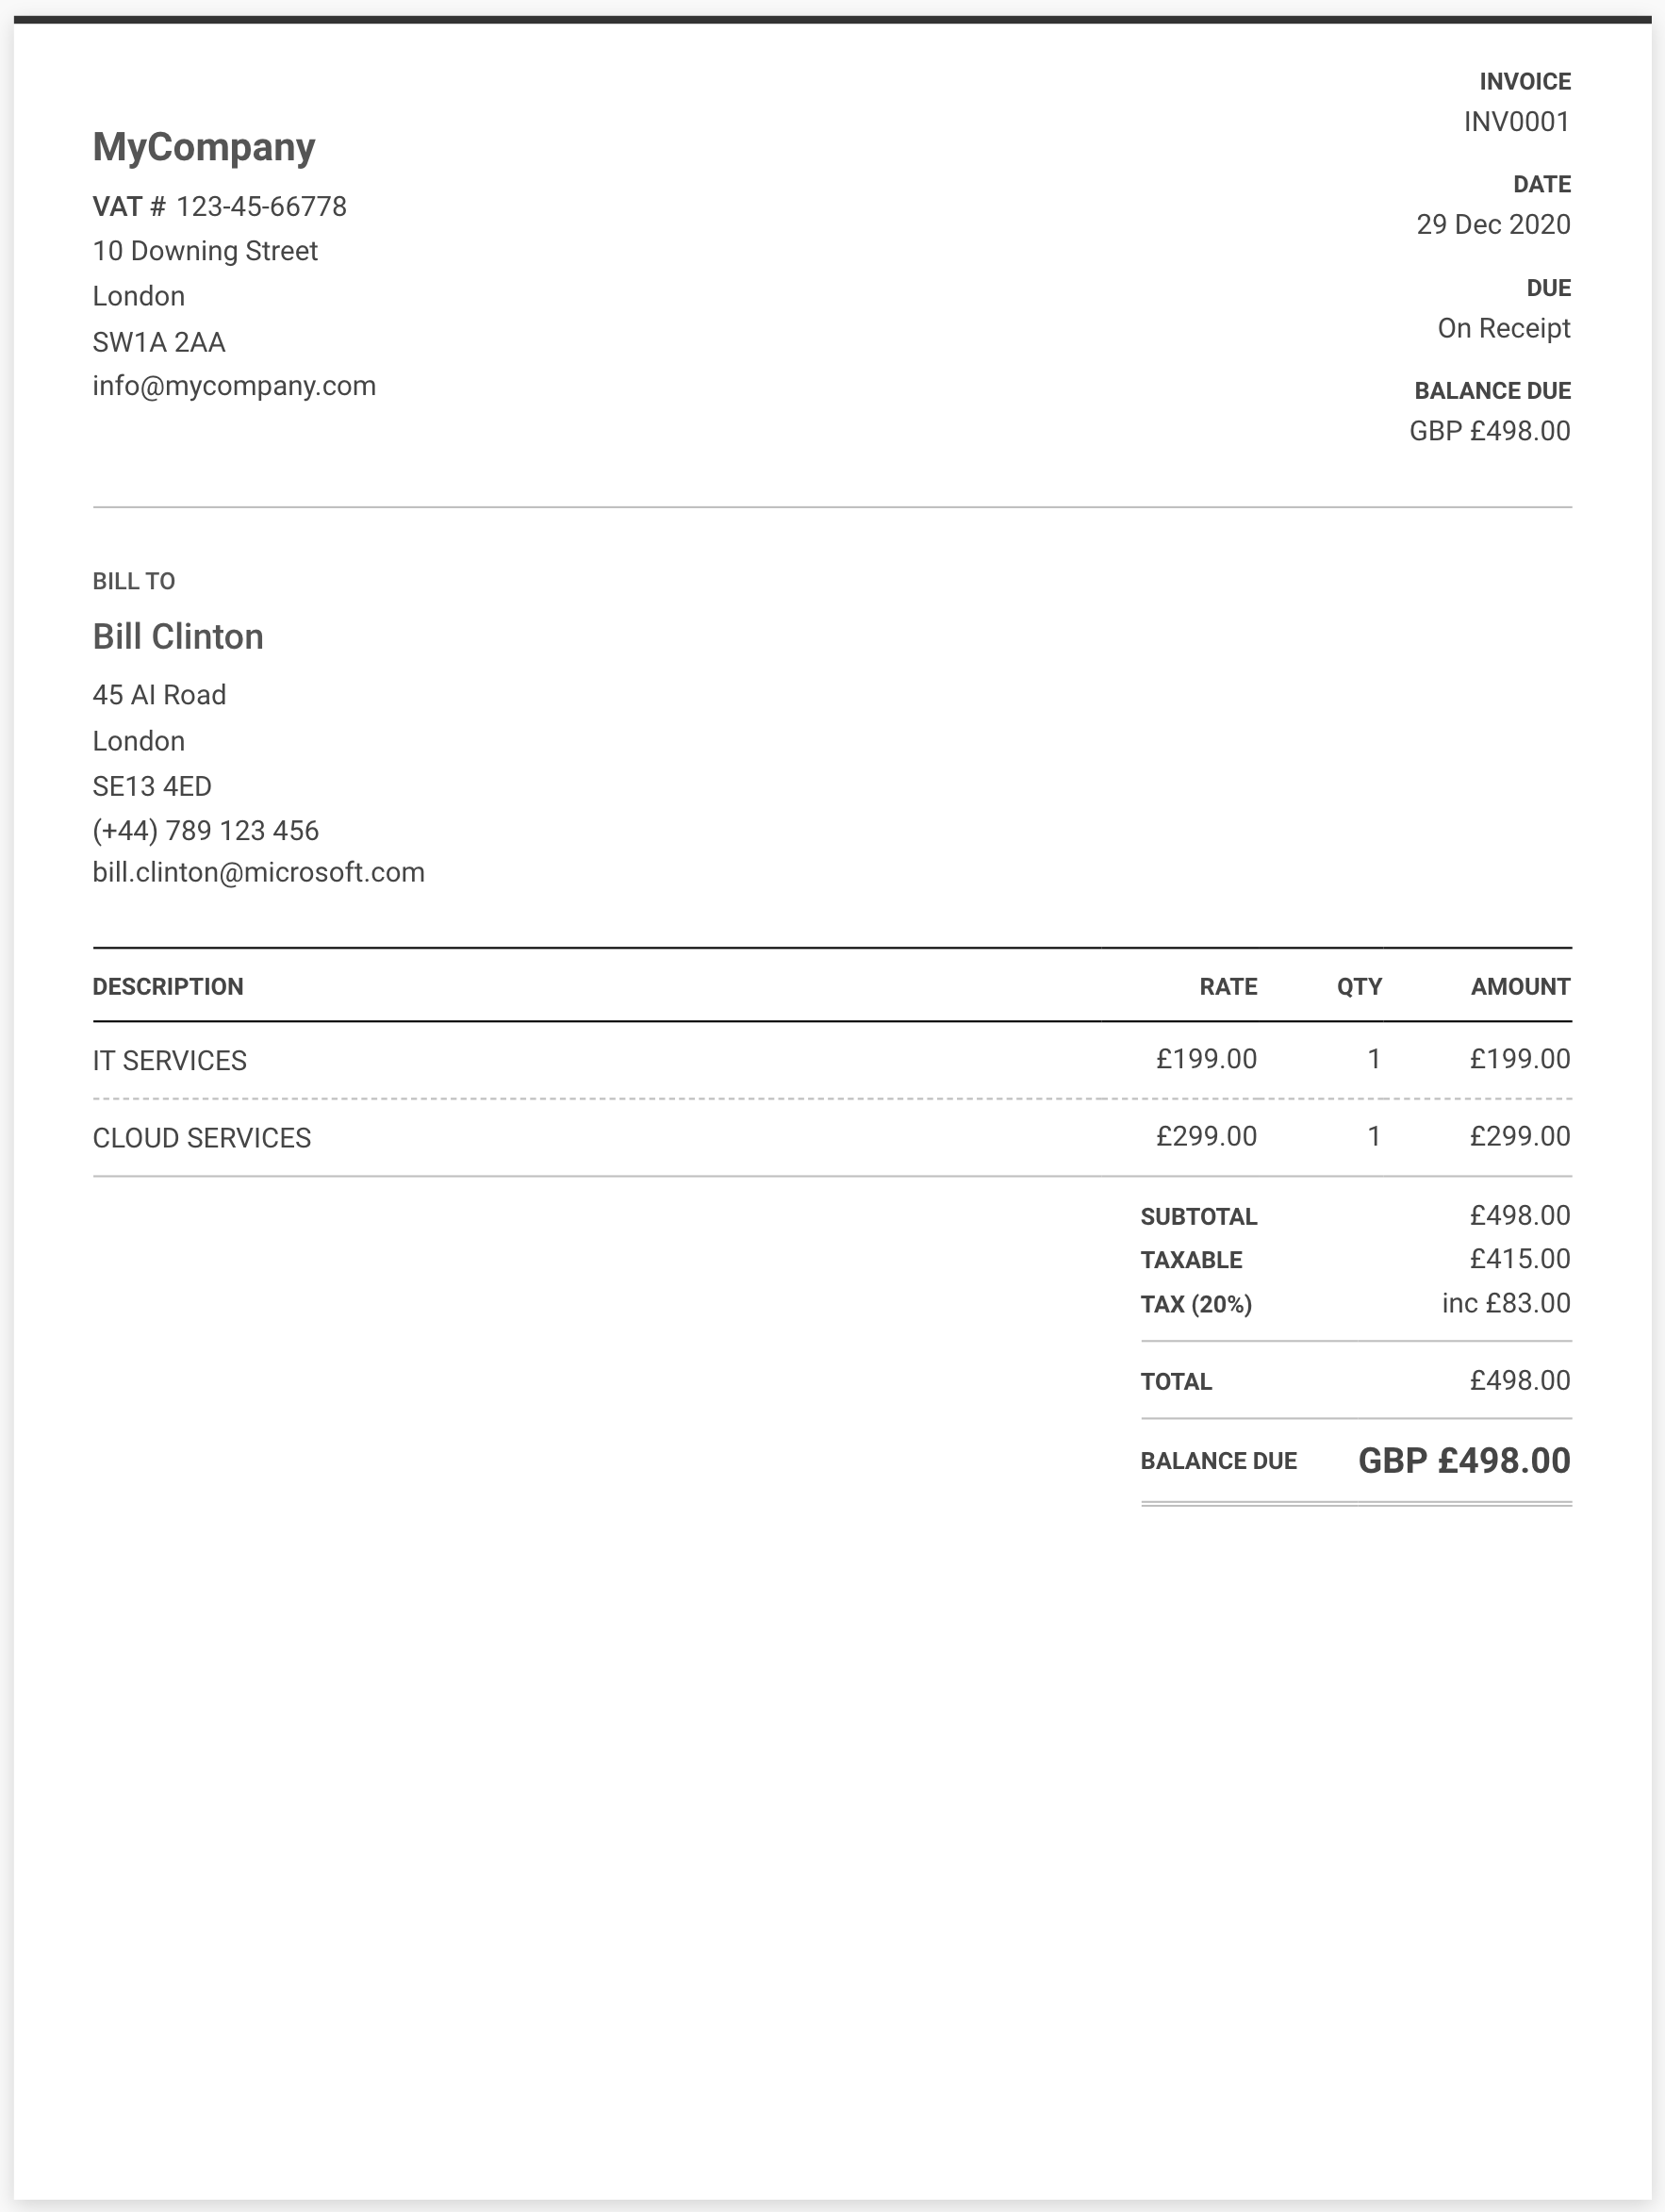 INVOICE
INV0001
MyCompany
DATE
VAT # 123-45-66778
29 Dec 2020
10 Downing Street
London
DUE
On Receipt
SW1A 2AA
info@mycompany.com
BALANCE DUE
GBP £498.00
BILL TO
Bill Clinton
45 AI Road
London
SE13 4ED
(+44) 789 123 456
bill.clinton@microsoft.com
DESCRIPTION RATE QTY AMOUNT
IT SERVICES £199.00 1 £199.00
CLOUD SERVICES £299.00 1 £299.00
SUBTOTAL £498.00
TAXABLE £415.00
TAX (20%) inc £83.00
TOTAL £498.00
BALANCE DUE GBP £498.00